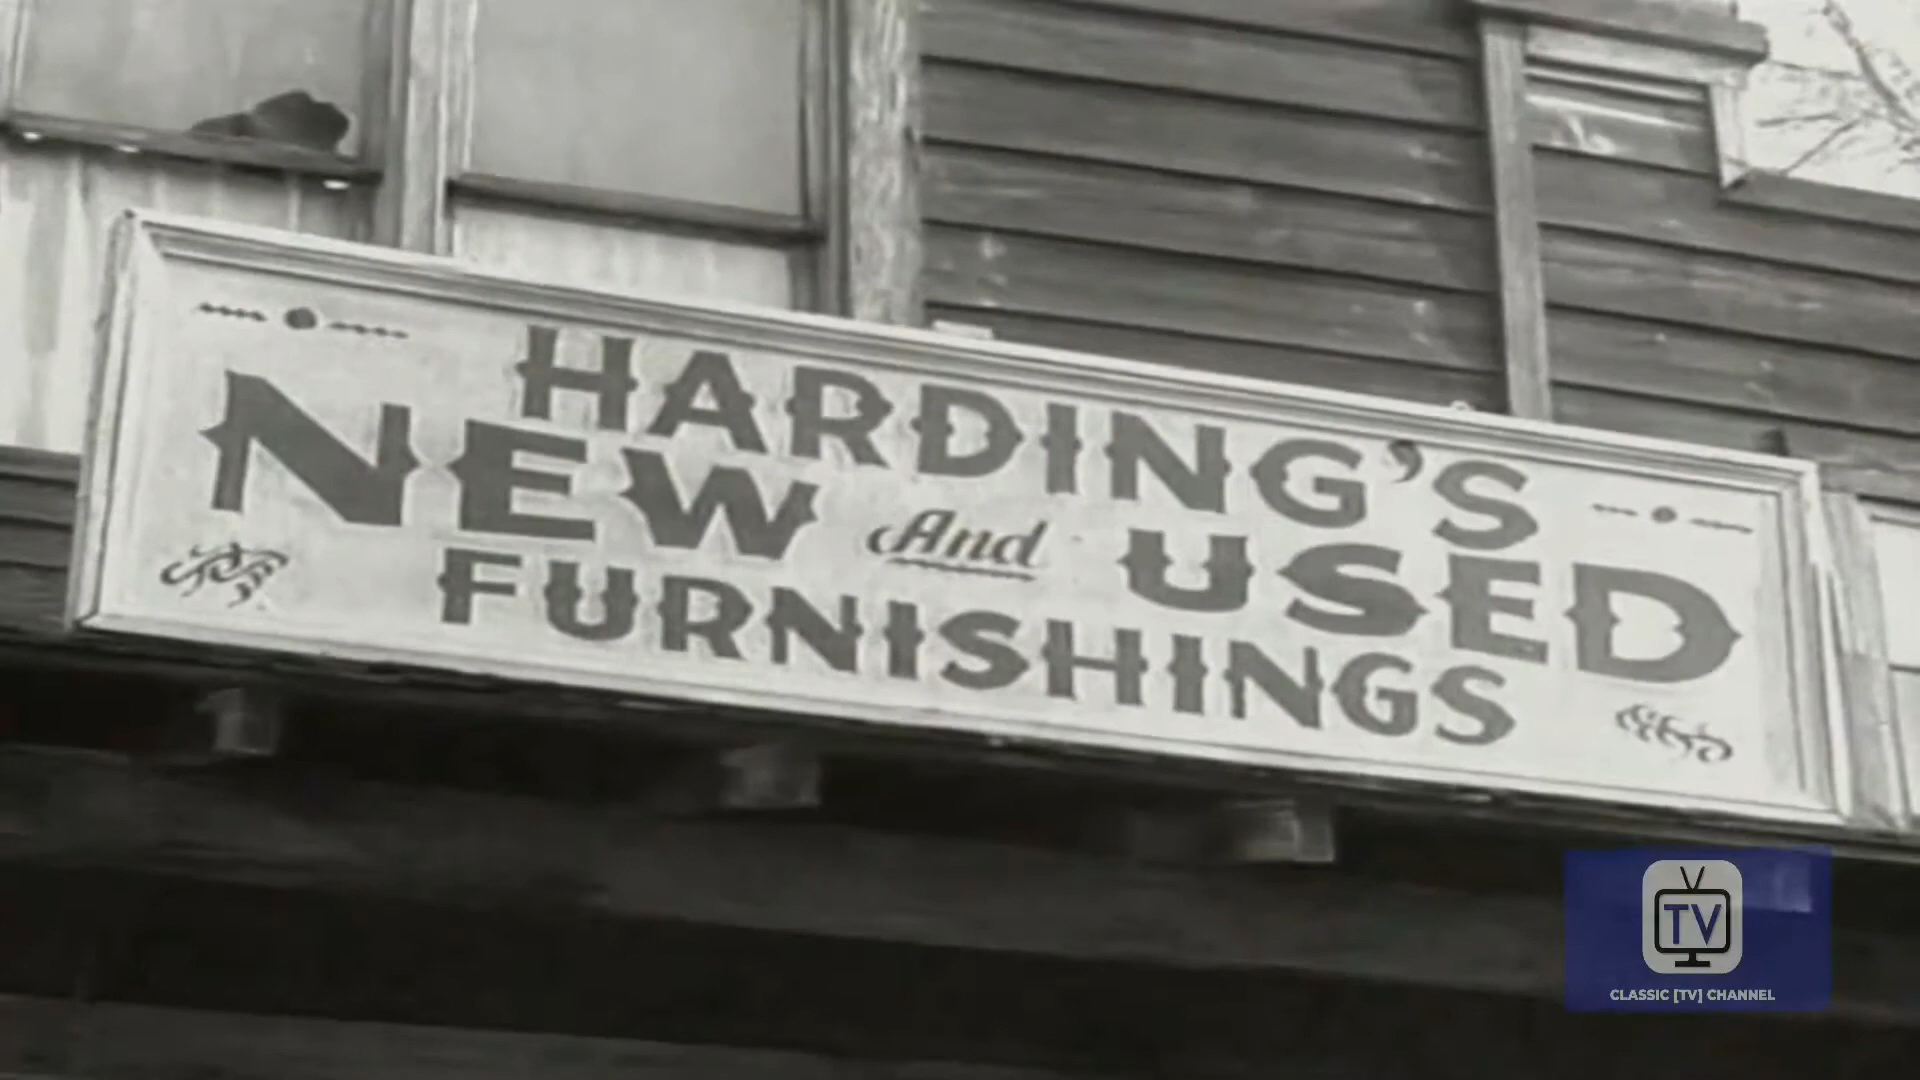 HARDING'S
NEW And USED
FURNISHINGS
TV
CLASSIC [TV] CHANNEL